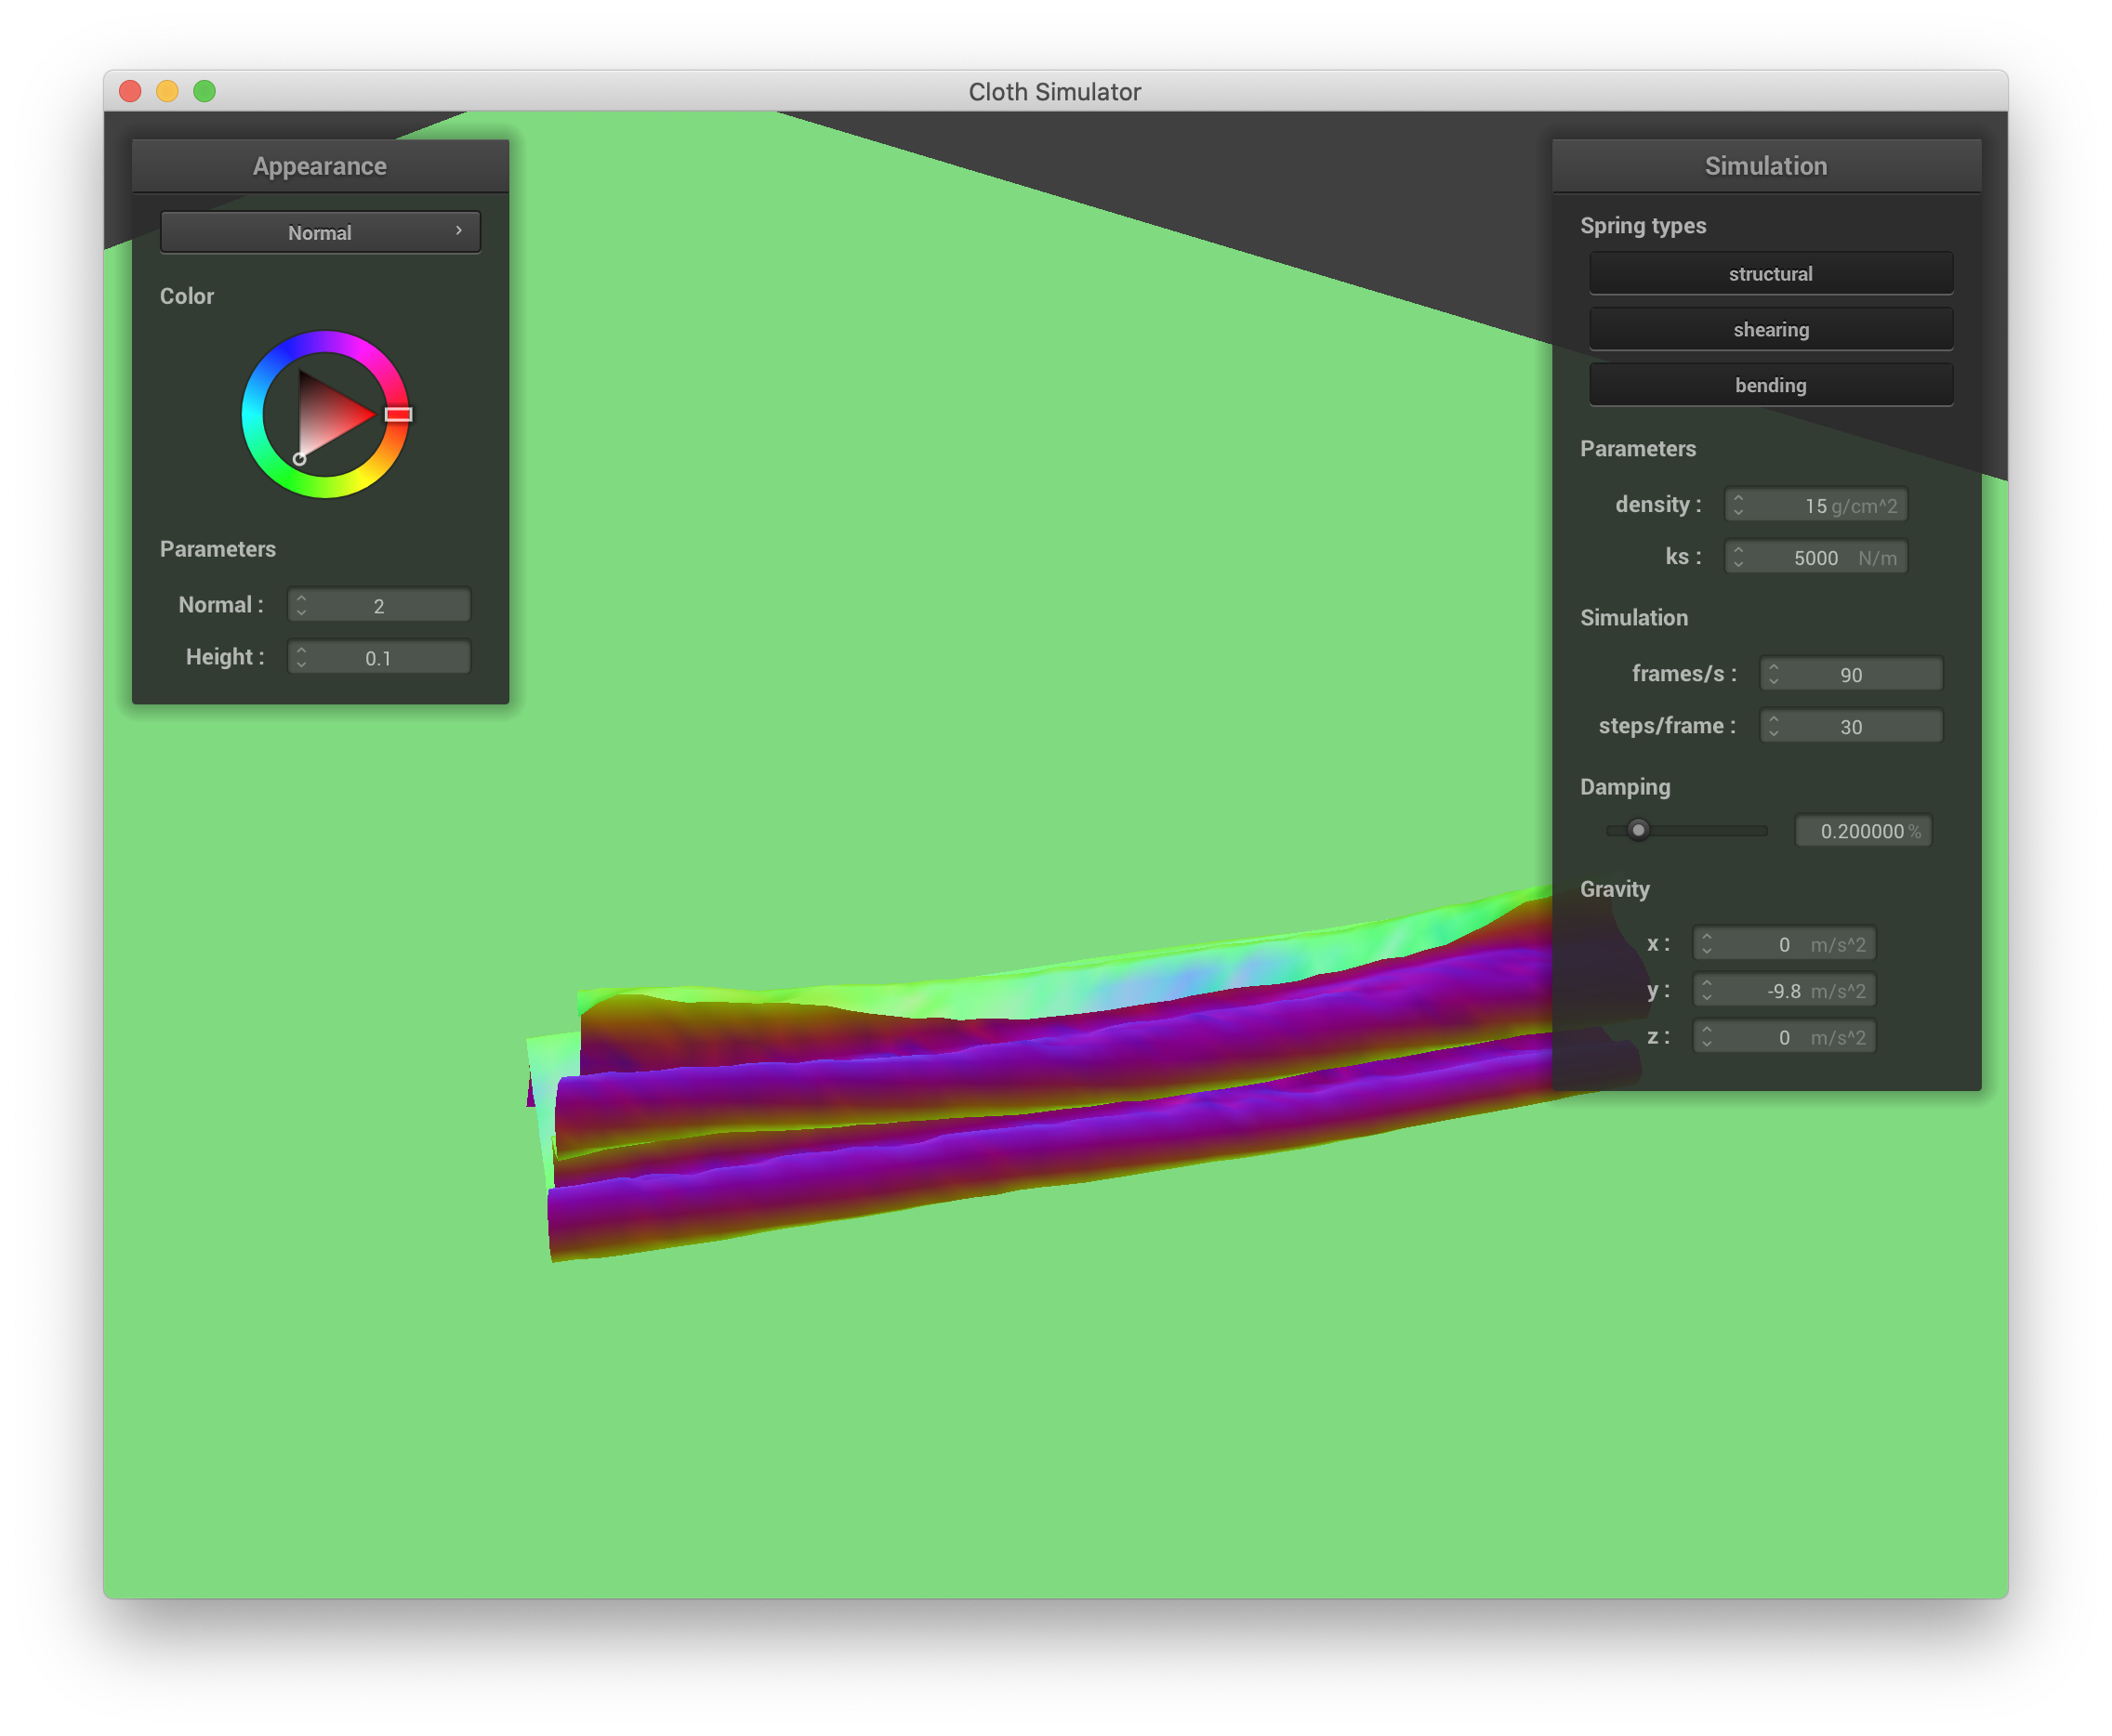 Cloth Simulator
Appearance
Normal
Color
Parameters
Normal : 2
Height : 0.1
Simulation
Spring types
structural
shearing
bending
Parameters
density : 15 g/cm^2
ks : 5000 N/m
Simulation
frames/s : 90
steps/frame : 30
Damping
0.200000 %
Gravity
x : 0 m/s^2
y : -9.8 m/s^2
z : 0 m/s^2